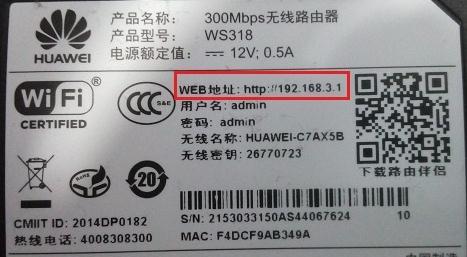 HUAWEI
产品名称: 300Mbps无线路由器
产品型号: WS318
电源额定值: 12V; 0.5A
WiFi
CERTIFIED
CCC
S&E
WEB地址: http://192.168.3.1
用户名: admin
密码: admin
无线名称: HUAWEI-C7AX5B
无线密钥: 26770723
20
下载路由伴侣
CMIIT ID: 2014DP0182
热线电话: 4008308300
S/N: 2153033150AS44067624 10
MAC: F4DCF9AB349A
中国制造